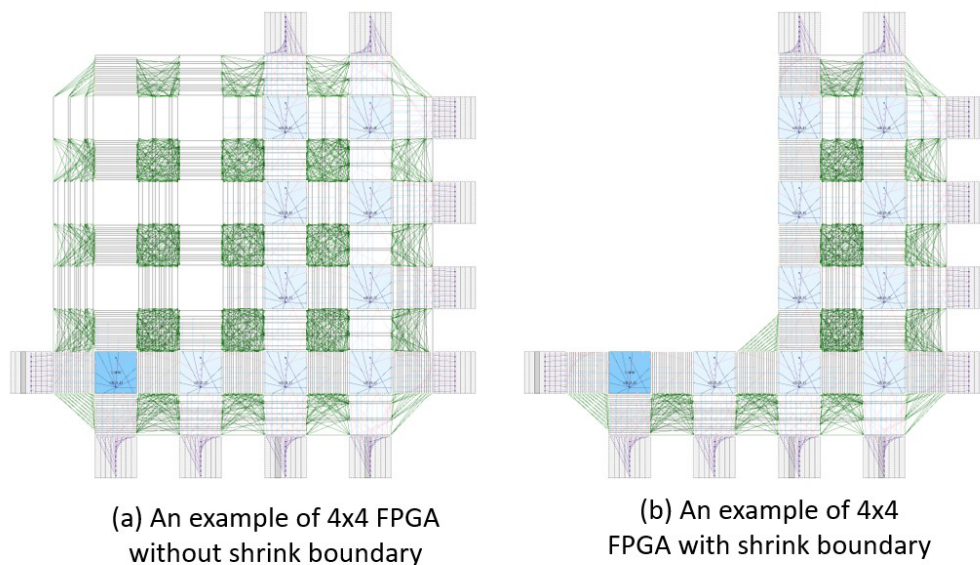 (a) An example of 4x4 FPGA
without shrink boundary
(b) An example of 4x4
FPGA with shrink boundary